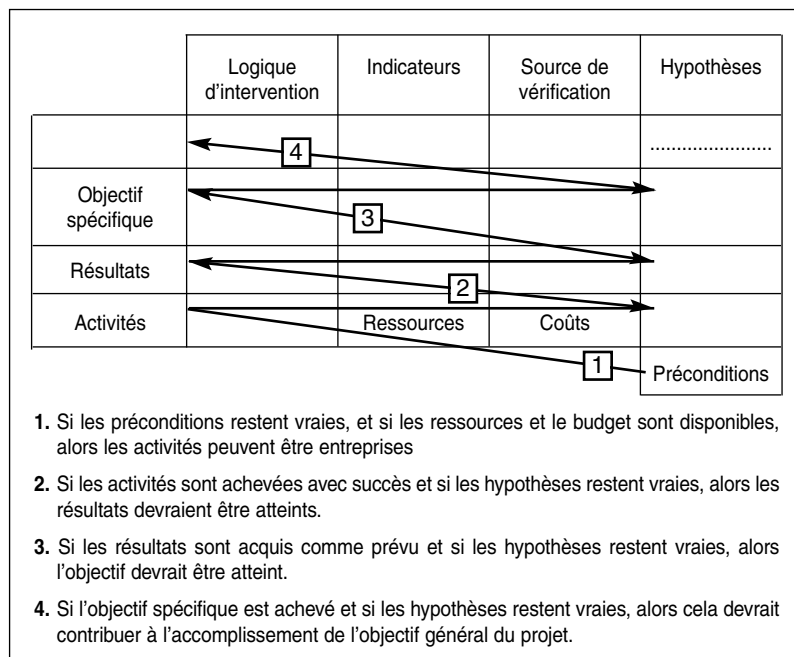 Logique d'intervention
Indicateurs
Source de vérification
Hypothèses
4
.......................
Objectif spécifique
3
Résultats
2
Activités
Ressources
Coûts
1
Préconditions
1. Si les préconditions restent vraies, et si les ressources et le budget sont disponibles,
alors les activités peuvent être entreprises
2. Si les activités sont achevées avec succès et si les hypothèses restent vraies, alors les
résultats devraient être atteints.
3. Si les résultats sont acquis comme prévu et si les hypothèses restent vraies, alors
l'objectif devrait être atteint.
4. Si l'objectif spécifique est achevé et si les hypothèses restent vraies, alors cela devrait
contribuer à l'accomplissement de l'objectif général du projet.